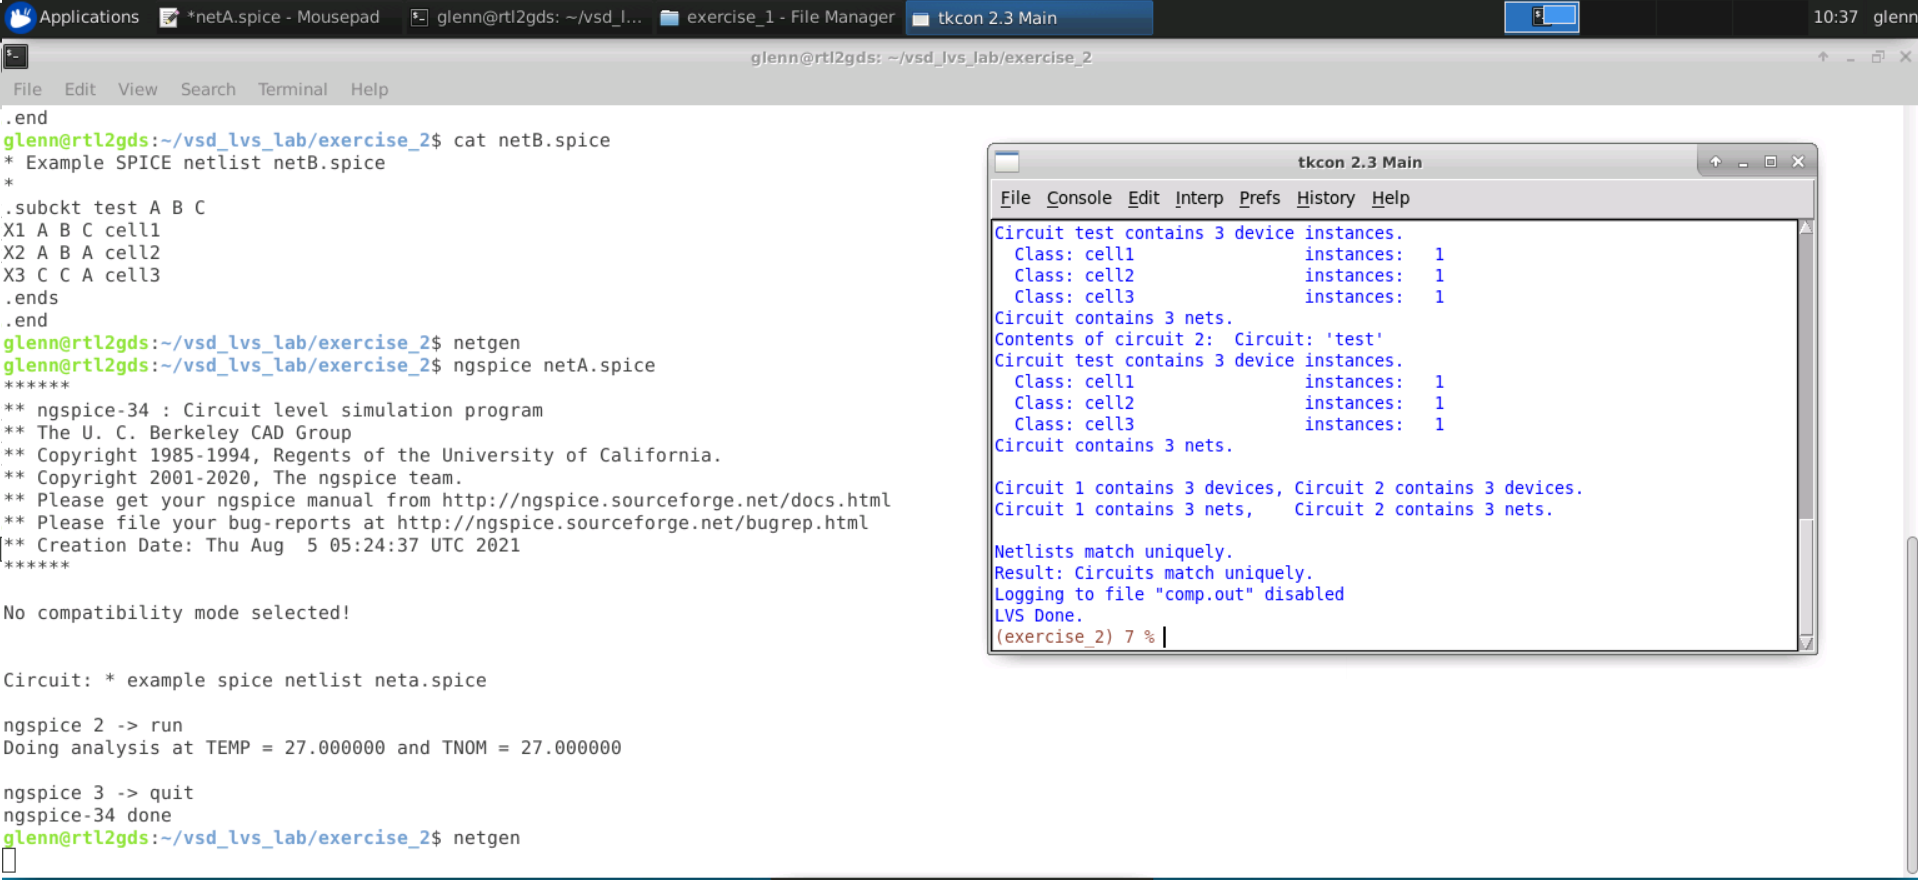 Applications *netA.spice - Mousepad glenn@rtl2gds: ~/vsd_l... exercise_1 - File Manager tkcon 2.3 Main 10:37 glenn
glenn@rtl2gds: ~/vsd_lvs_lab/exercise_2
File Edit View Search Terminal Help
.end
glenn@rtl2gds:~/vsd_lvs_lab/exercise_2$ cat netB.spice
* Example SPICE netlist netB.spice
*
.subckt test A B C
X1 A B C cell1
X2 A B A cell2
X3 C C A cell3
.ends
.end
glenn@rtl2gds:~/vsd_lvs_lab/exercise_2$ netgen
glenn@rtl2gds:~/vsd_lvs_lab/exercise_2$ ngspice netA.spice
******
** ngspice-34 : Circuit level simulation program
** The U. C. Berkeley CAD Group
** Copyright 1985-1994, Regents of the University of California.
** Copyright 2001-2020, The ngspice team.
** Please get your ngspice manual from http://ngspice.sourceforge.net/docs.html
** Please file your bug-reports at http://ngspice.sourceforge.net/bugrep.html
** Creation Date: Thu Aug  5 05:24:37 UTC 2021
******
No compatibility mode selected!
Circuit: * example spice netlist neta.spice
ngspice 2 -> run
Doing analysis at TEMP = 27.000000 and TNOM = 27.000000
ngspice 3 -> quit
ngspice-34 done
glenn@rtl2gds:~/vsd_lvs_lab/exercise_2$ netgen
tkcon 2.3 Main
File Console Edit Interp Prefs History Help
Circuit test contains 3 device instances.
Class: cell1 instances: 1
Class: cell2 instances: 1
Class: cell3 instances: 1
Circuit contains 3 nets.
Contents of circuit 2:  Circuit: 'test'
Circuit test contains 3 device instances.
Class: cell1 instances: 1
Class: cell2 instances: 1
Class: cell3 instances: 1
Circuit contains 3 nets.
Circuit 1 contains 3 devices, Circuit 2 contains 3 devices.
Circuit 1 contains 3 nets,    Circuit 2 contains 3 nets.
Netlists match uniquely.
Result: Circuits match uniquely.
Logging to file "comp.out" disabled
LVS Done.
(exercise_2) 7 %